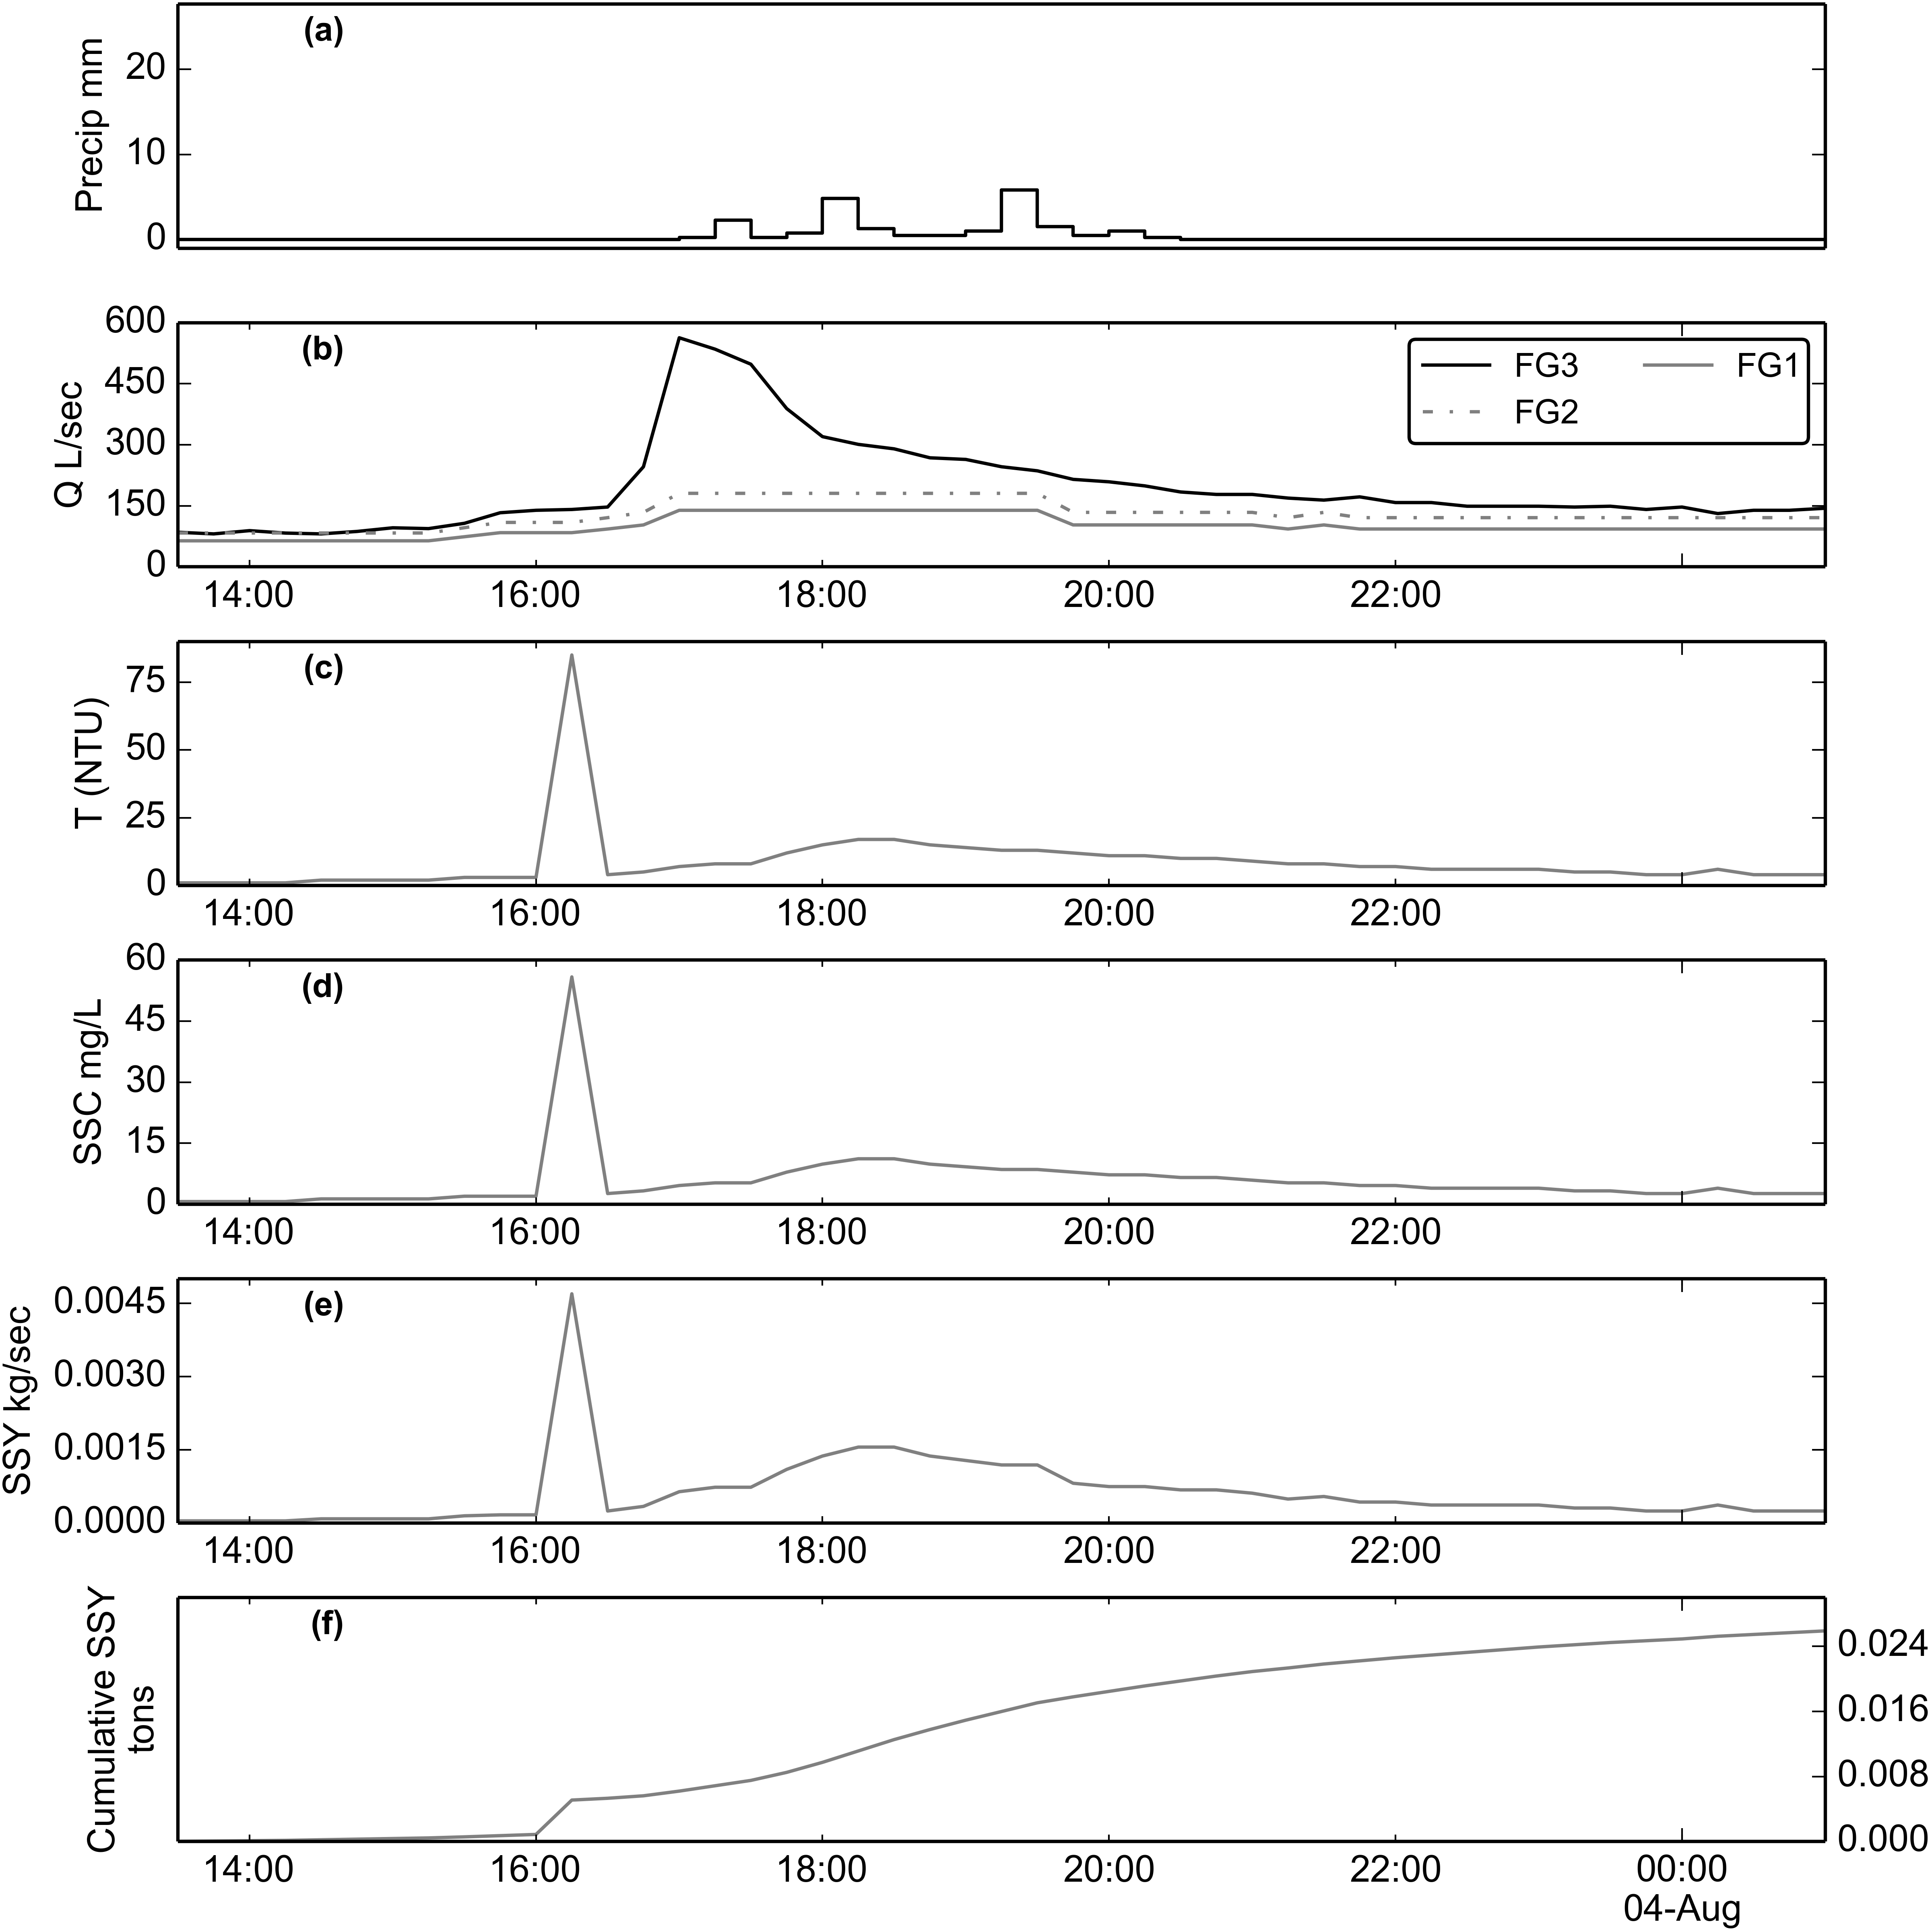 (a)
Precip mm
20
10
0
(b)
Q L/sec
600
450
300
150
0
FG3 FG1
FG2
14:00 16:00 18:00 20:00 22:00
(c)
T (NTU)
75
50
25
0
14:00 16:00 18:00 20:00 22:00
(d)
SSC mg/L
60
45
30
15
0
14:00 16:00 18:00 20:00 22:00
(e)
SSY kg/sec
0.0045
0.0030
0.0015
0.0000
14:00 16:00 18:00 20:00 22:00
(f)
Cumulative SSY
tons
0.024
0.016
0.008
0.000
14:00 16:00 18:00 20:00 22:00 00:00
04-Aug